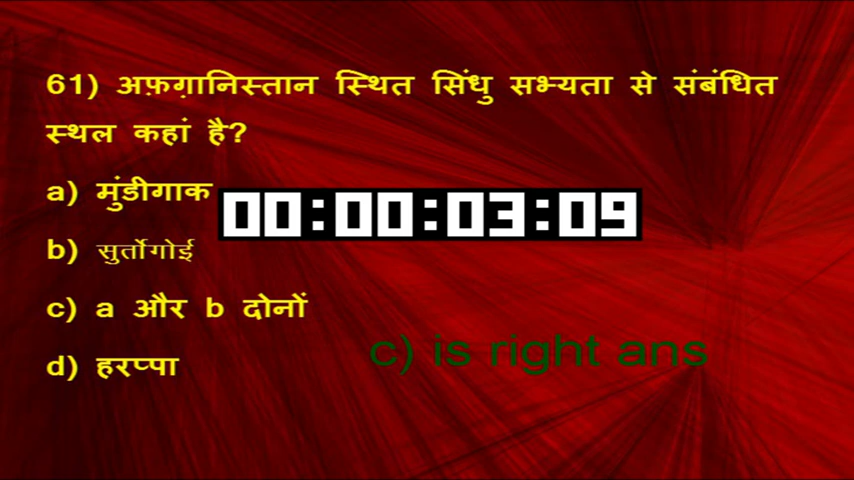 61) अफ़ग़ानिस्तान स्थित सिंधु सभ्यता से संबंधित
स्थल कहां है?
a) मुंडीगाक
00:00:03:09
b) सुर्तोगोई
c) a और b दोनों
d) हरप्पा
c) is right ans